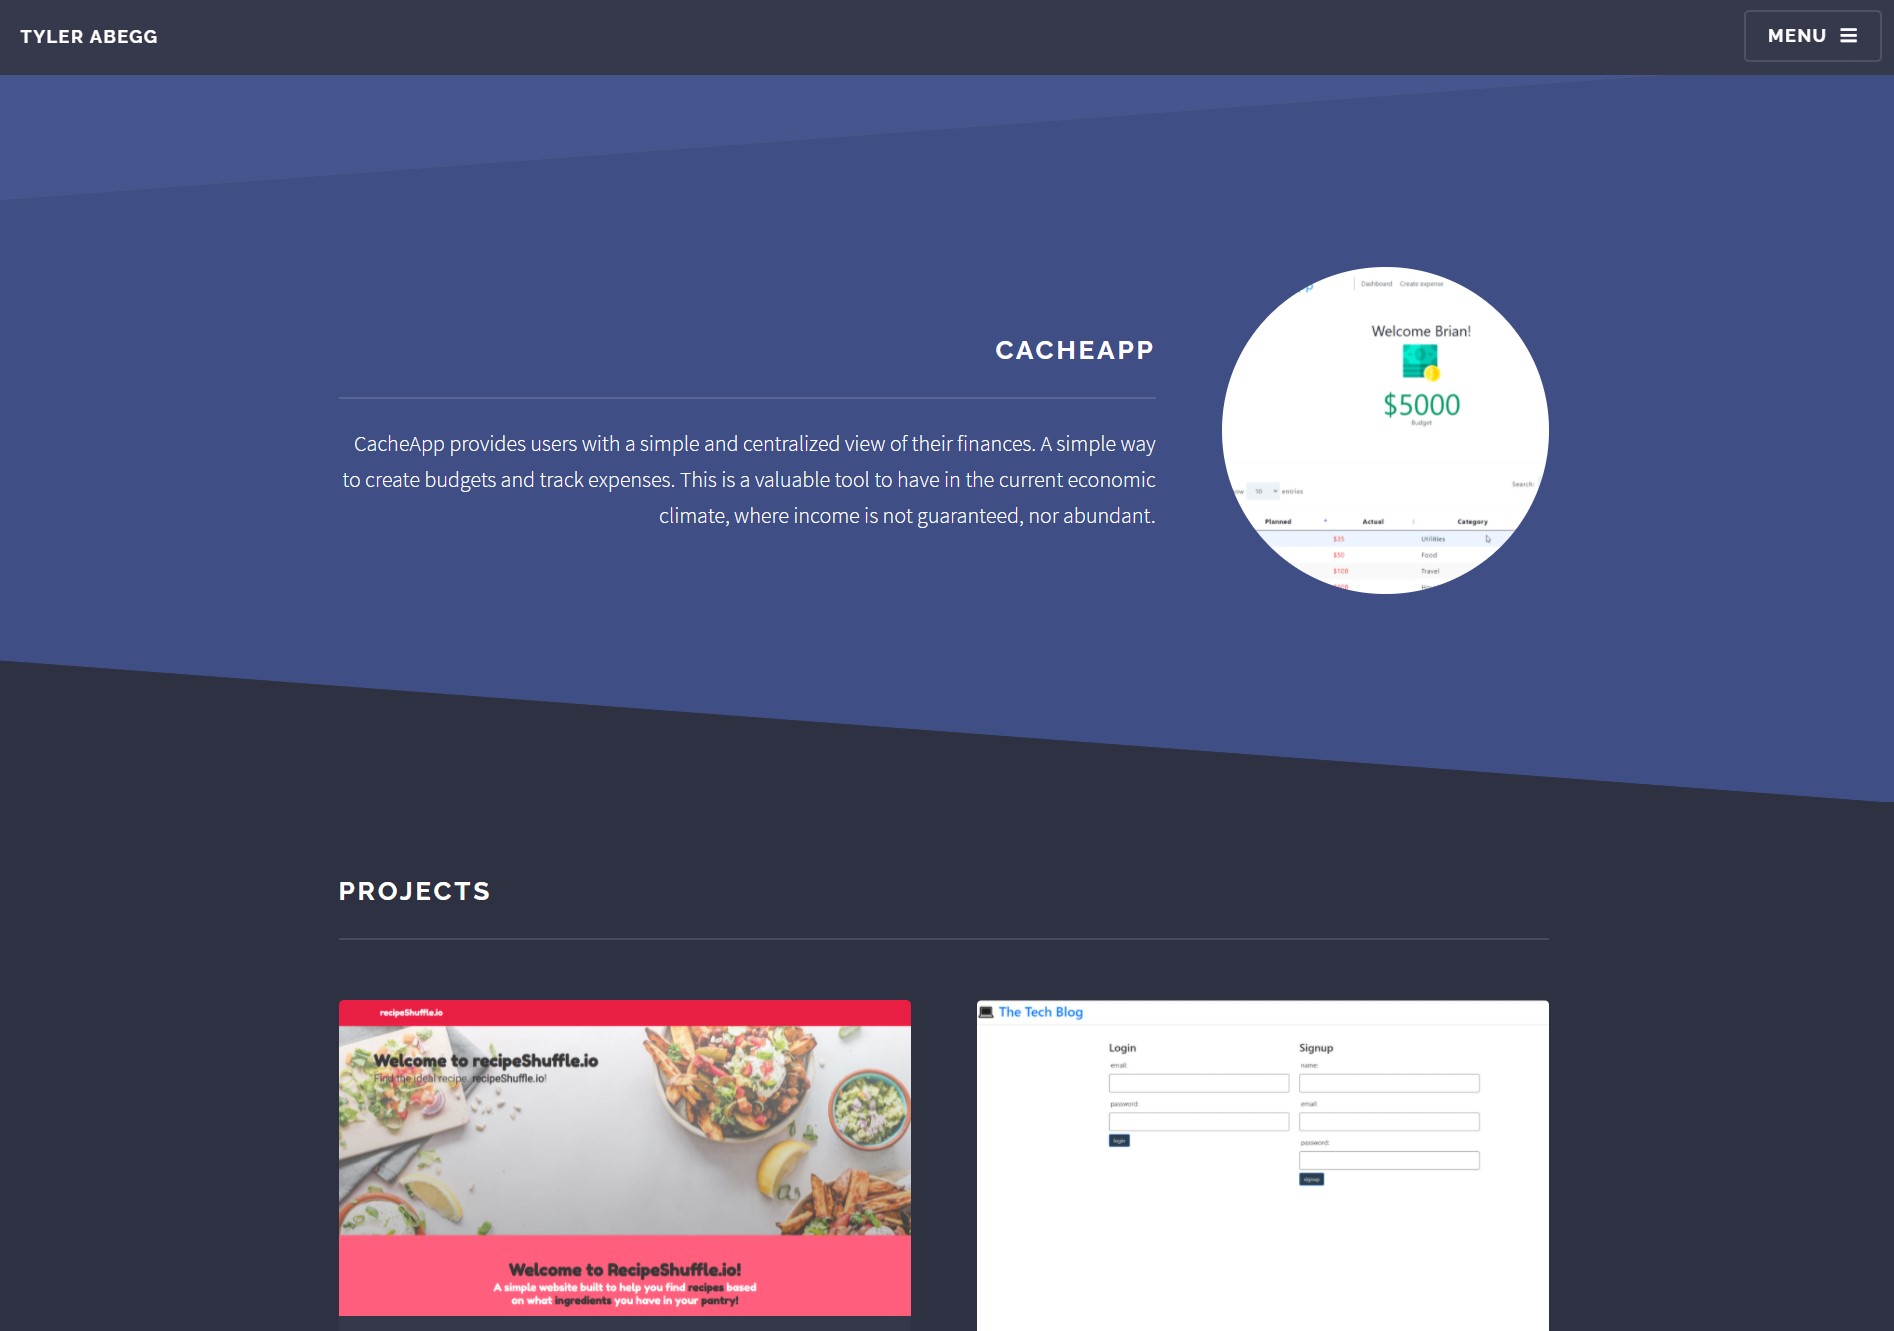 TYLER ABEGG
MENU
CACHEAPP
CacheApp provides users with a simple and centralized view of their finances. A simple way
to create budgets and track expenses. This is a valuable tool to have in the current economic
climate, where income is not guaranteed, nor abundant.
Dashboard Create expense
Welcome Brian!
$5000
Budget
10 entries
Search:
Planned Actual Category
$35 Utilities
$50 Food
$100 Travel
PROJECTS
recipeShuffle.io
Welcome to recipeShuffle.io
Find the ideal recipe, recipeShuffle.io!
Welcome to RecipeShuffle.io!
A simple website built to help you find recipes based
on what ingredients you have in your pantry!
The Tech Blog
Login Signup
email: name:
password: email:
login
password:
signup